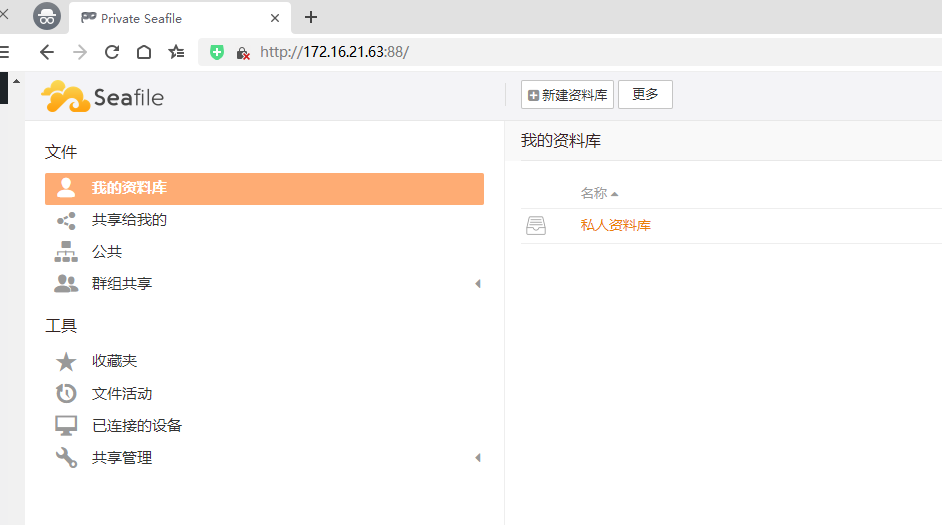 Private Seafile
http://172.16.21.63:88/
Seafile
新建资料库
更多
文件
我的资料库
共享给我的
公共
群组共享
工具
收藏夹
文件活动
已连接的设备
共享管理
我的资料库
名称
私人资料库